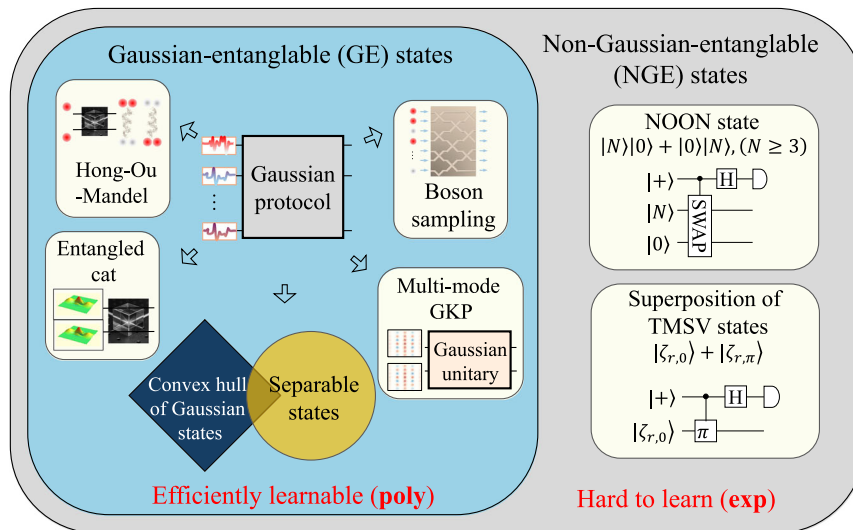 Gaussian-entanglable (GE) states
Hong-Ou
-Mandel
Gaussian
protocol
⋮
Boson
sampling
Entangled
cat
Multi-mode
GKP
Gaussian
unitary
Convex hull
of Gaussian
states
Separable
states
Efficiently learnable (poly)
Non-Gaussian-entanglable
(NGE) states
NOON state
|N⟩|0⟩ + |0⟩|N⟩, (N ≥ 3)
|+⟩
H
|N⟩
|0⟩
SWAP
Superposition of
TMSV states
|ζr,0⟩ + |ζr,π⟩
|+⟩
H
|ζr,0⟩
π
Hard to learn (exp)